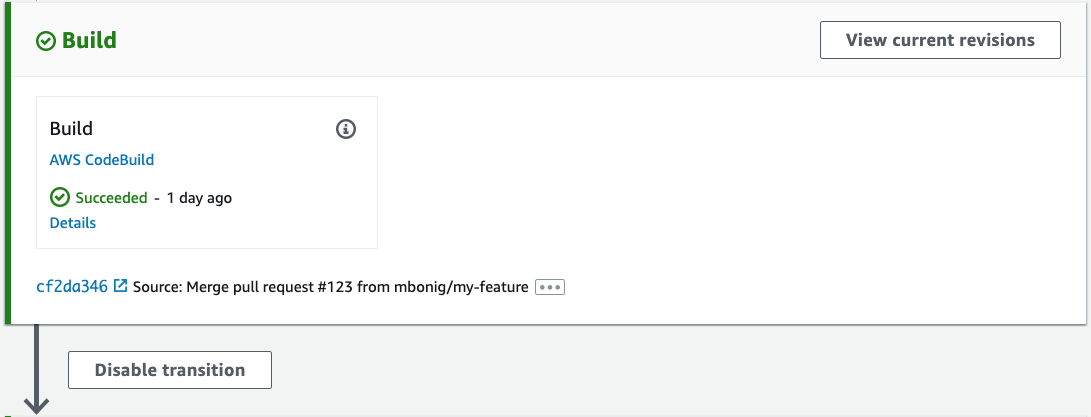 Build
View current revisions
Build
AWS CodeBuild
Succeeded - 1 day ago
Details
cf2da346 Source: Merge pull request #123 from mbonig/my-feature
Disable transition